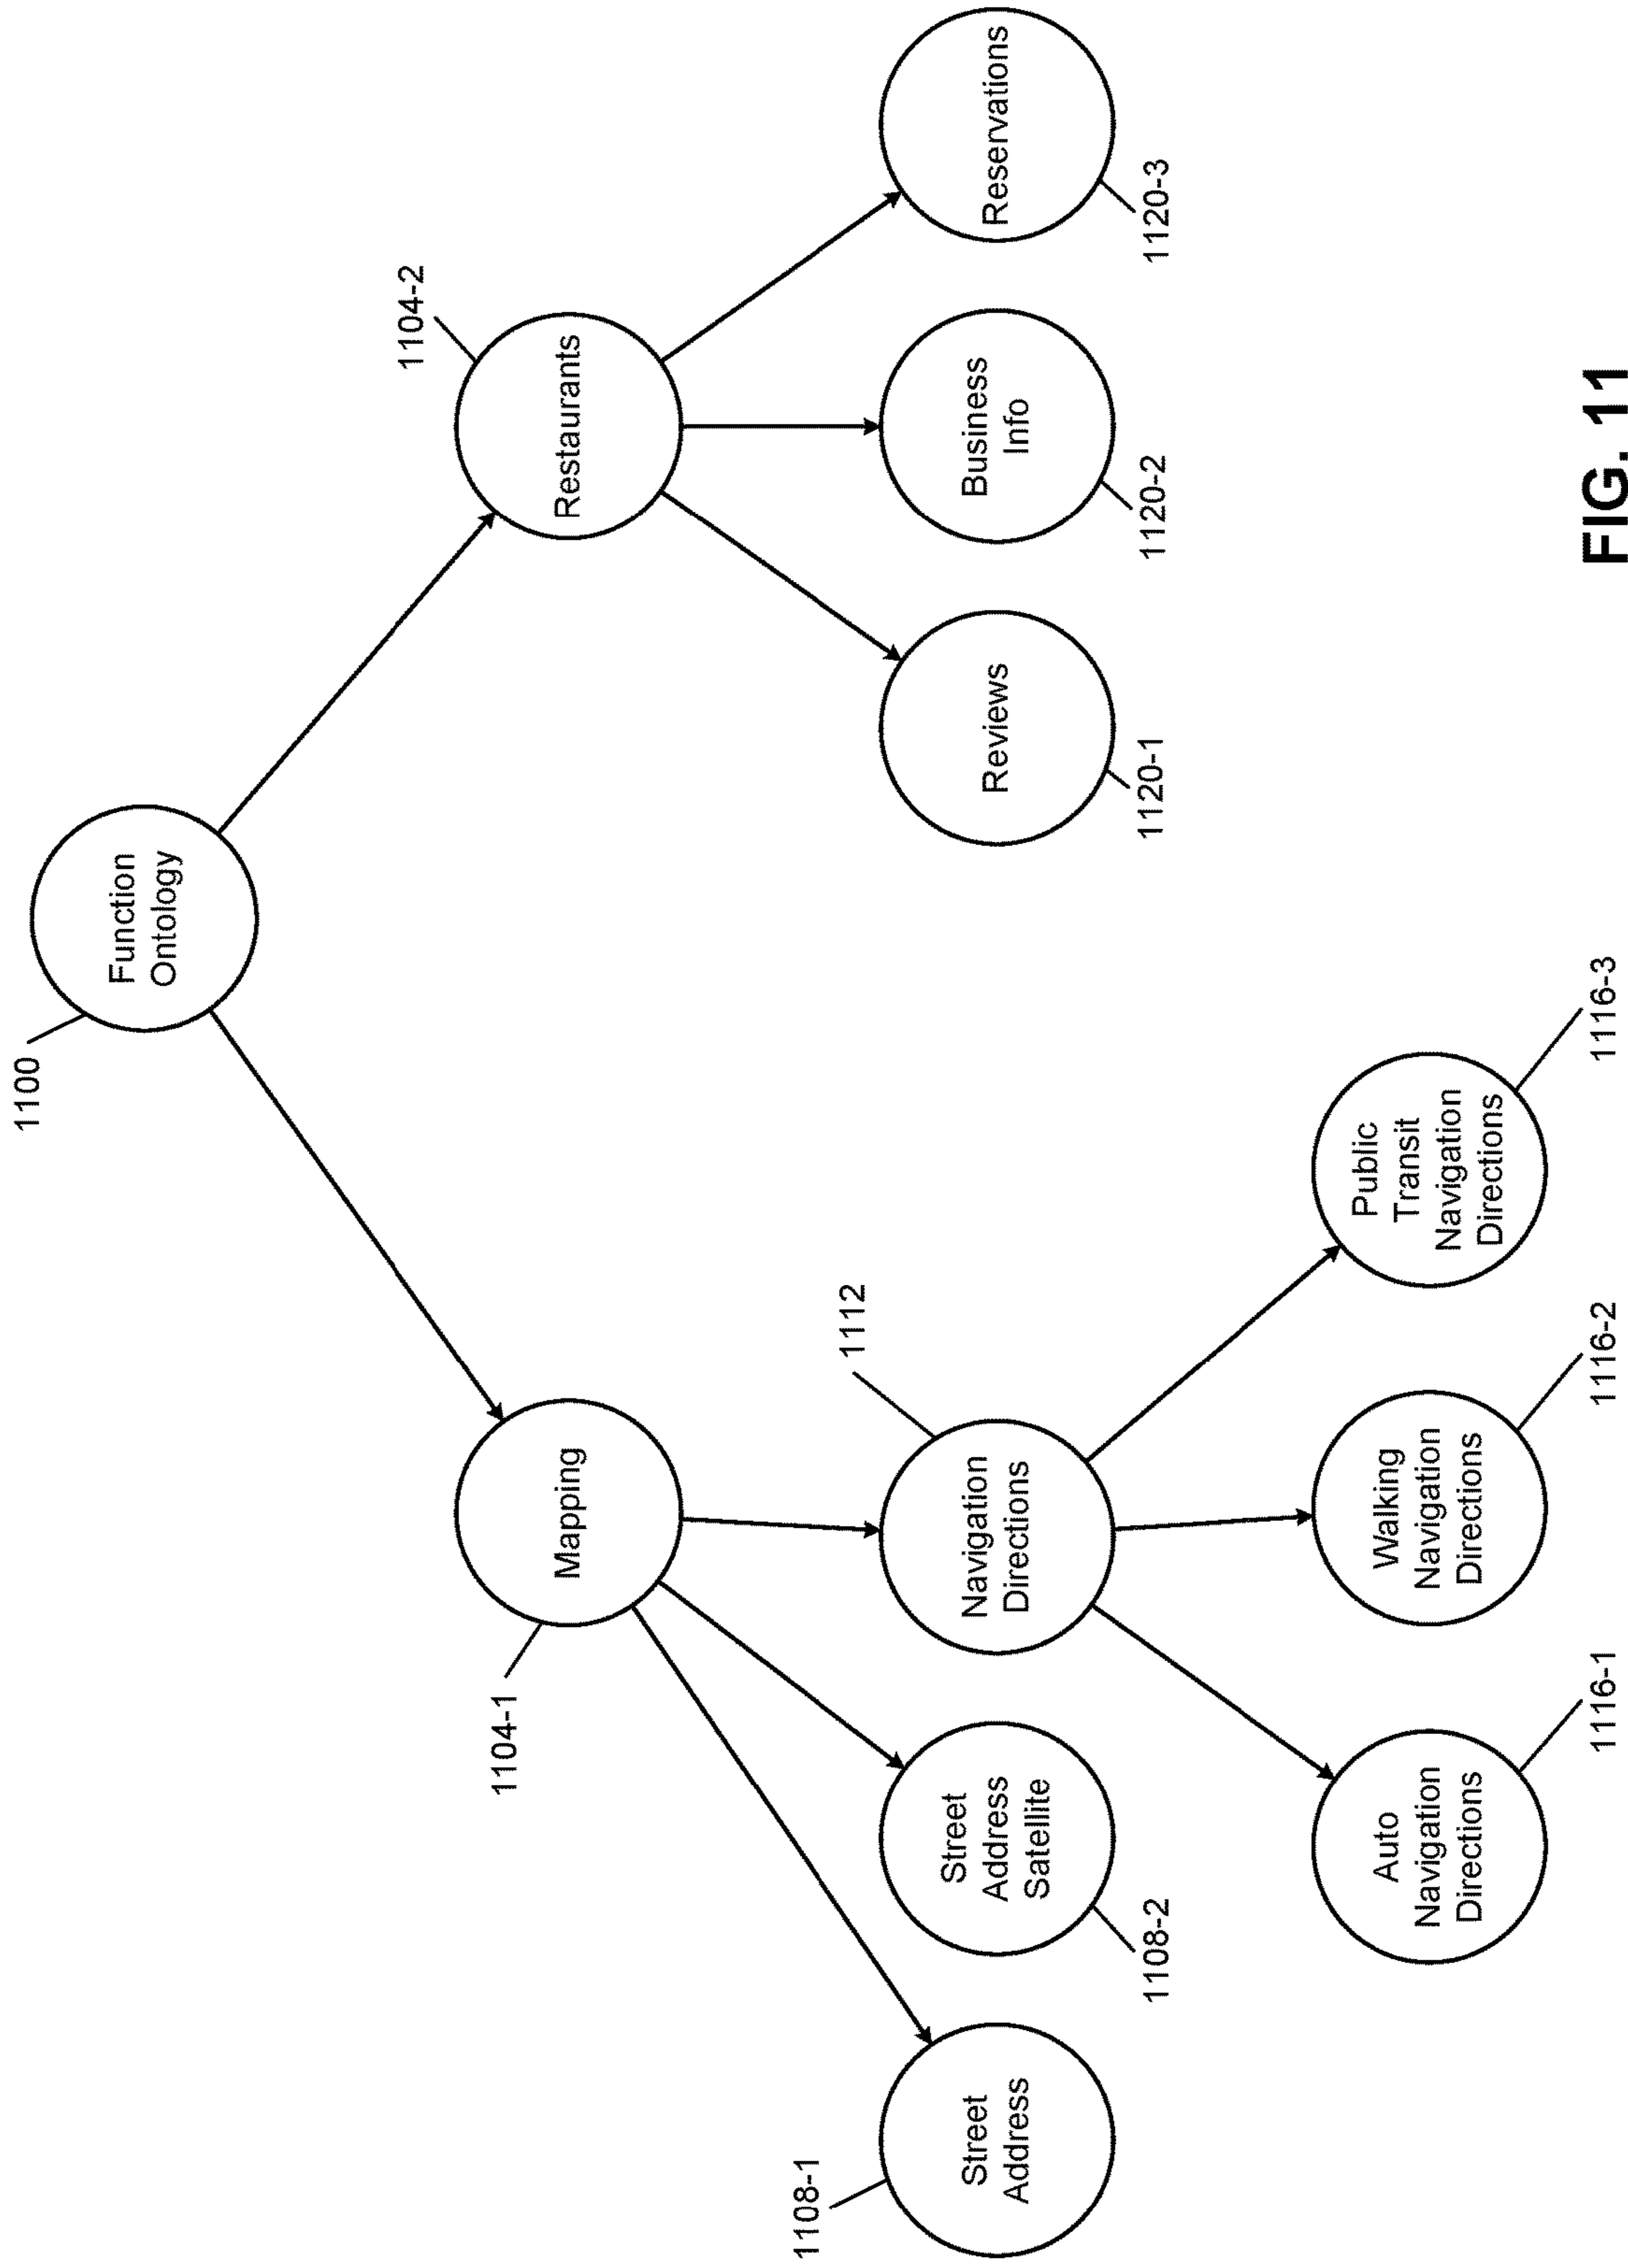 1100
Function
Ontology
1104-1
Mapping
1104-2
Restaurants
1108-1
Street
Address
1108-2
Street
Address
Satellite
1112
Navigation
Directions
1120-1
Reviews
1120-2
Business
Info
1120-3
Reservations
1116-1
Auto
Navigation
Directions
1116-2
Walking
Navigation
Directions
1116-3
Public
Transit
Navigation
Directions
FIG. 11